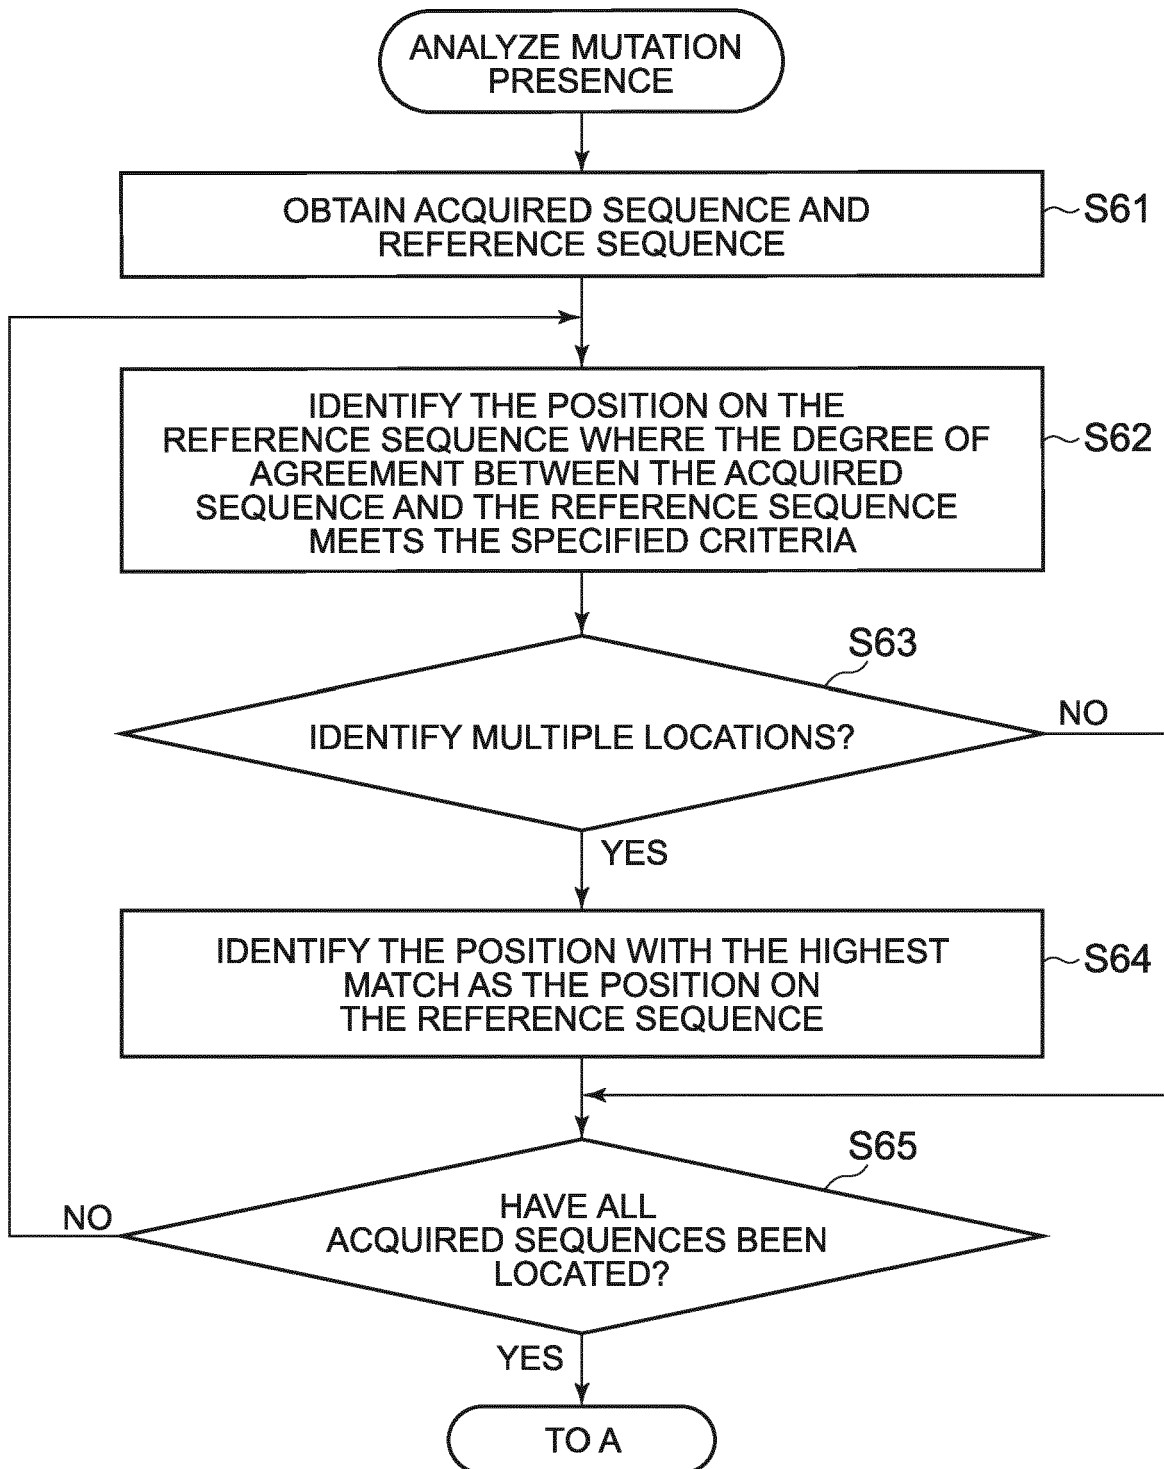 ANALYZE MUTATION
PRESENCE
OBTAIN ACQUIRED SEQUENCE AND
REFERENCE SEQUENCE
S61
IDENTIFY THE POSITION ON THE
REFERENCE SEQUENCE WHERE THE DEGREE OF
AGREEMENT BETWEEN THE ACQUIRED
SEQUENCE AND THE REFERENCE SEQUENCE
MEETS THE SPECIFIED CRITERIA
S62
S63
IDENTIFY MULTIPLE LOCATIONS?
NO
YES
IDENTIFY THE POSITION WITH THE HIGHEST
MATCH AS THE POSITION ON
THE REFERENCE SEQUENCE
S64
S65
HAVE ALL
ACQUIRED SEQUENCES BEEN
LOCATED?
NO
YES
TO A